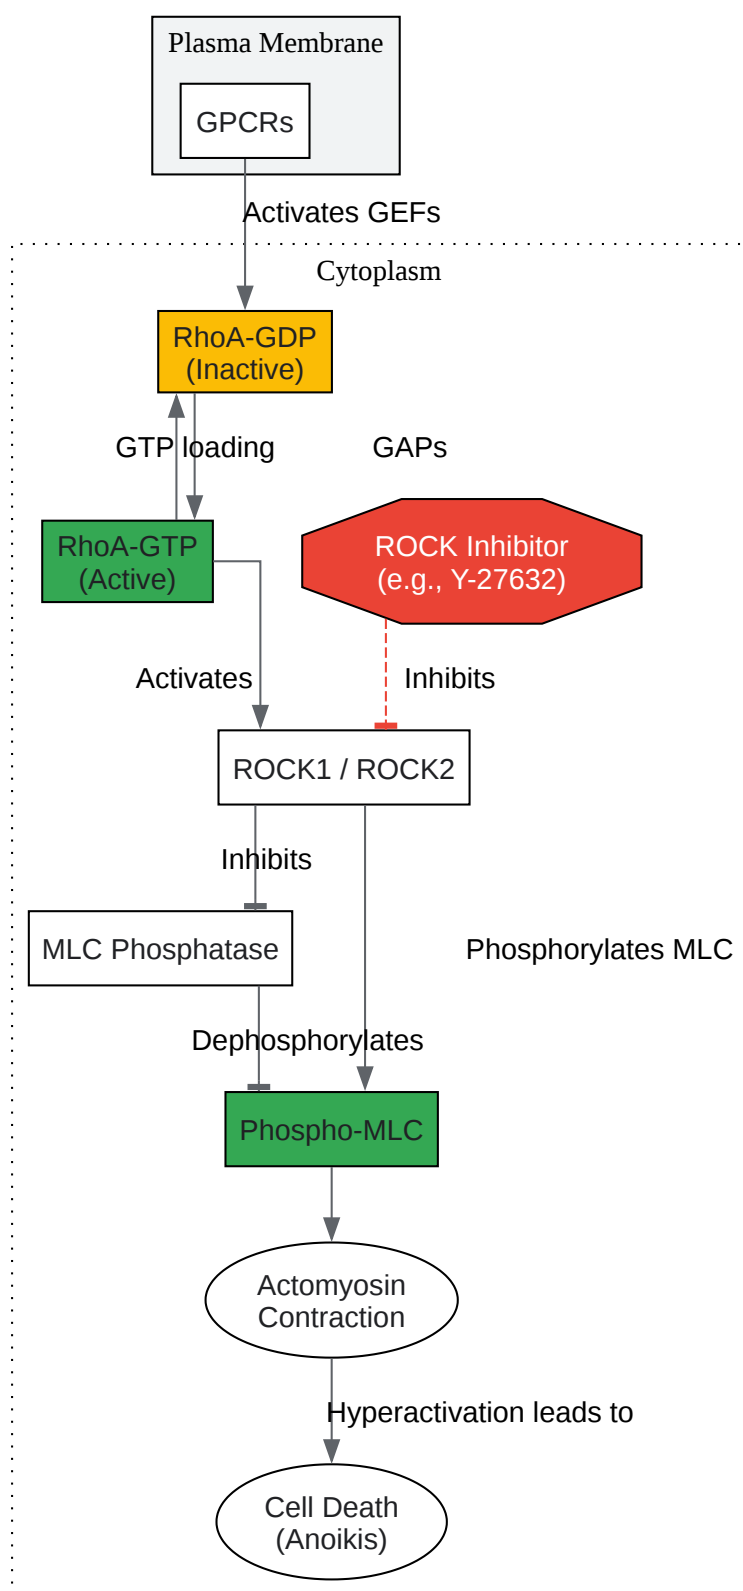 Plasma Membrane
GPCRs
Activates GEFs
Cytoplasm
RhoA-GDP
(Inactive)
GTP loading
GAPs
RhoA-GTP
(Active)
ROCK Inhibitor
(e.g., Y-27632)
Activates
Inhibits
ROCK1 / ROCK2
Inhibits
MLC Phosphatase
Phosphorylates MLC
Dephosphorylates
Phospho-MLC
Actomyosin
Contraction
Hyperactivation leads to
Cell Death
(Anoikis)